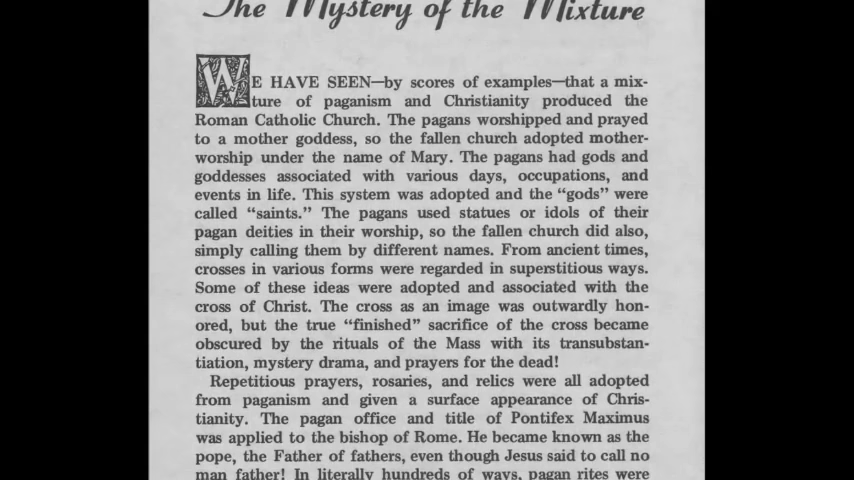 The Mystery of the Mixture
WE HAVE SEEN—by scores of examples—that a mix-
ture of paganism and Christianity produced the
Roman Catholic Church. The pagans worshipped and prayed
to a mother goddess, so the fallen church adopted mother-
worship under the name of Mary. The pagans had gods and
goddesses associated with various days, occupations, and
events in life. This system was adopted and the “gods” were
called “saints.” The pagans used statues or idols of their
pagan deities in their worship, so the fallen church did also,
simply calling them by different names. From ancient times,
crosses in various forms were regarded in superstitious ways.
Some of these ideas were adopted and associated with the
cross of Christ. The cross as an image was outwardly hon-
ored, but the true “finished” sacrifice of the cross became
obscured by the rituals of the Mass with its transubstan-
tiation, mystery drama, and prayers for the dead!
Repetitious prayers, rosaries, and relics were all adopted
from paganism and given a surface appearance of Chris-
tianity. The pagan office and title of Pontifex Maximus
was applied to the bishop of Rome. He became known as the
pope, the Father of fathers, even though Jesus said to call no
man father! In literally hundreds of ways, pagan rites were